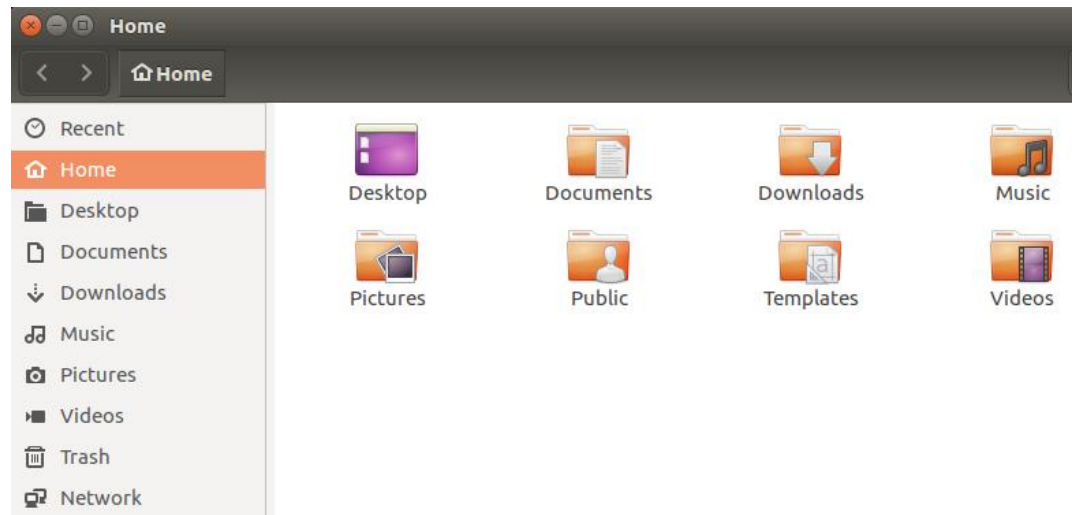 Home
Home
Recent
Home
Desktop
Documents
Downloads
Music
Pictures
Videos
Trash
Network
Desktop Documents Downloads Music
Pictures Public Templates Videos